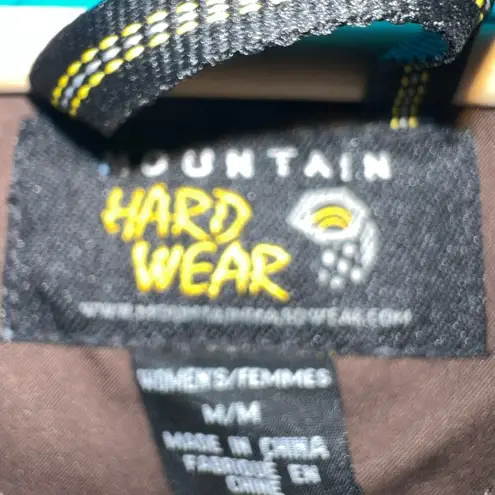 MOUNTAIN
HARD
WEAR
WWW.MOUNTAINHARDWEAR.COM
WOMEN'S/FEMMES
M/M
MADE IN CHINA
FABRIQUÉ EN
CHINE